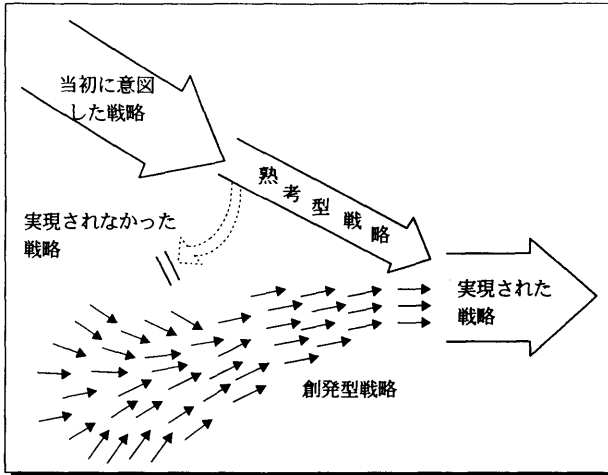 当初に意図
した戦略
熟考型戦略
実現されなかった
戦略
実現された
戦略
創発型戦略